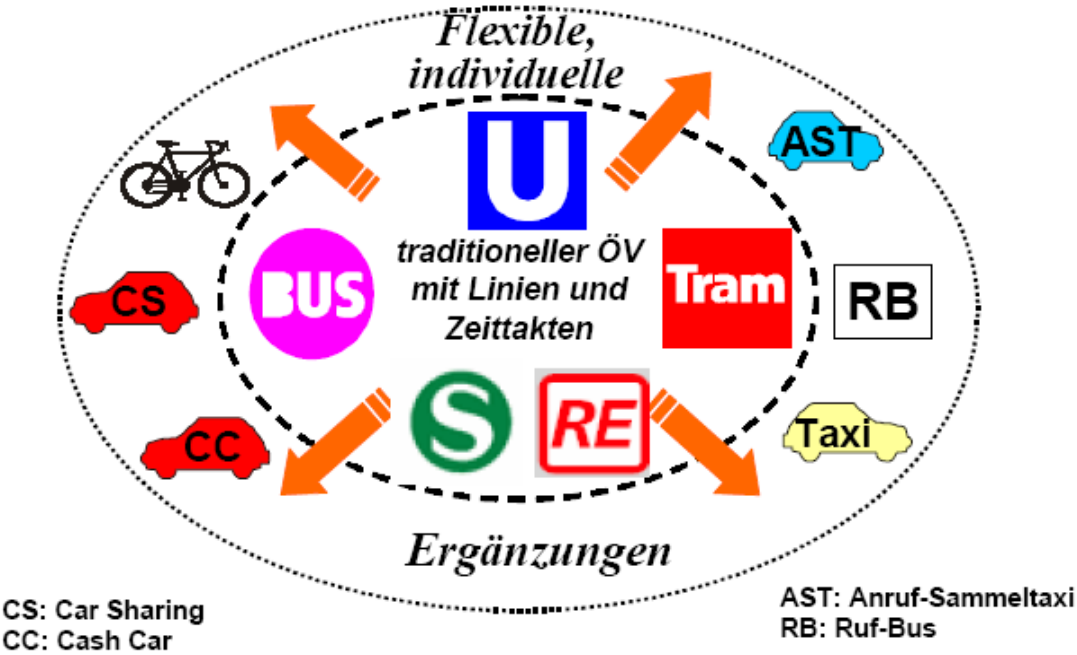 Flexible,
individuelle
U
AST
traditioneller ÖV
mit Linien und
Zeittakten
BUS
Tram
CS
RB
S
RE
CC
Taxi
Ergänzungen
CS: Car Sharing
CC: Cash Car
AST: Anruf-Sammeltaxi
RB: Ruf-Bus